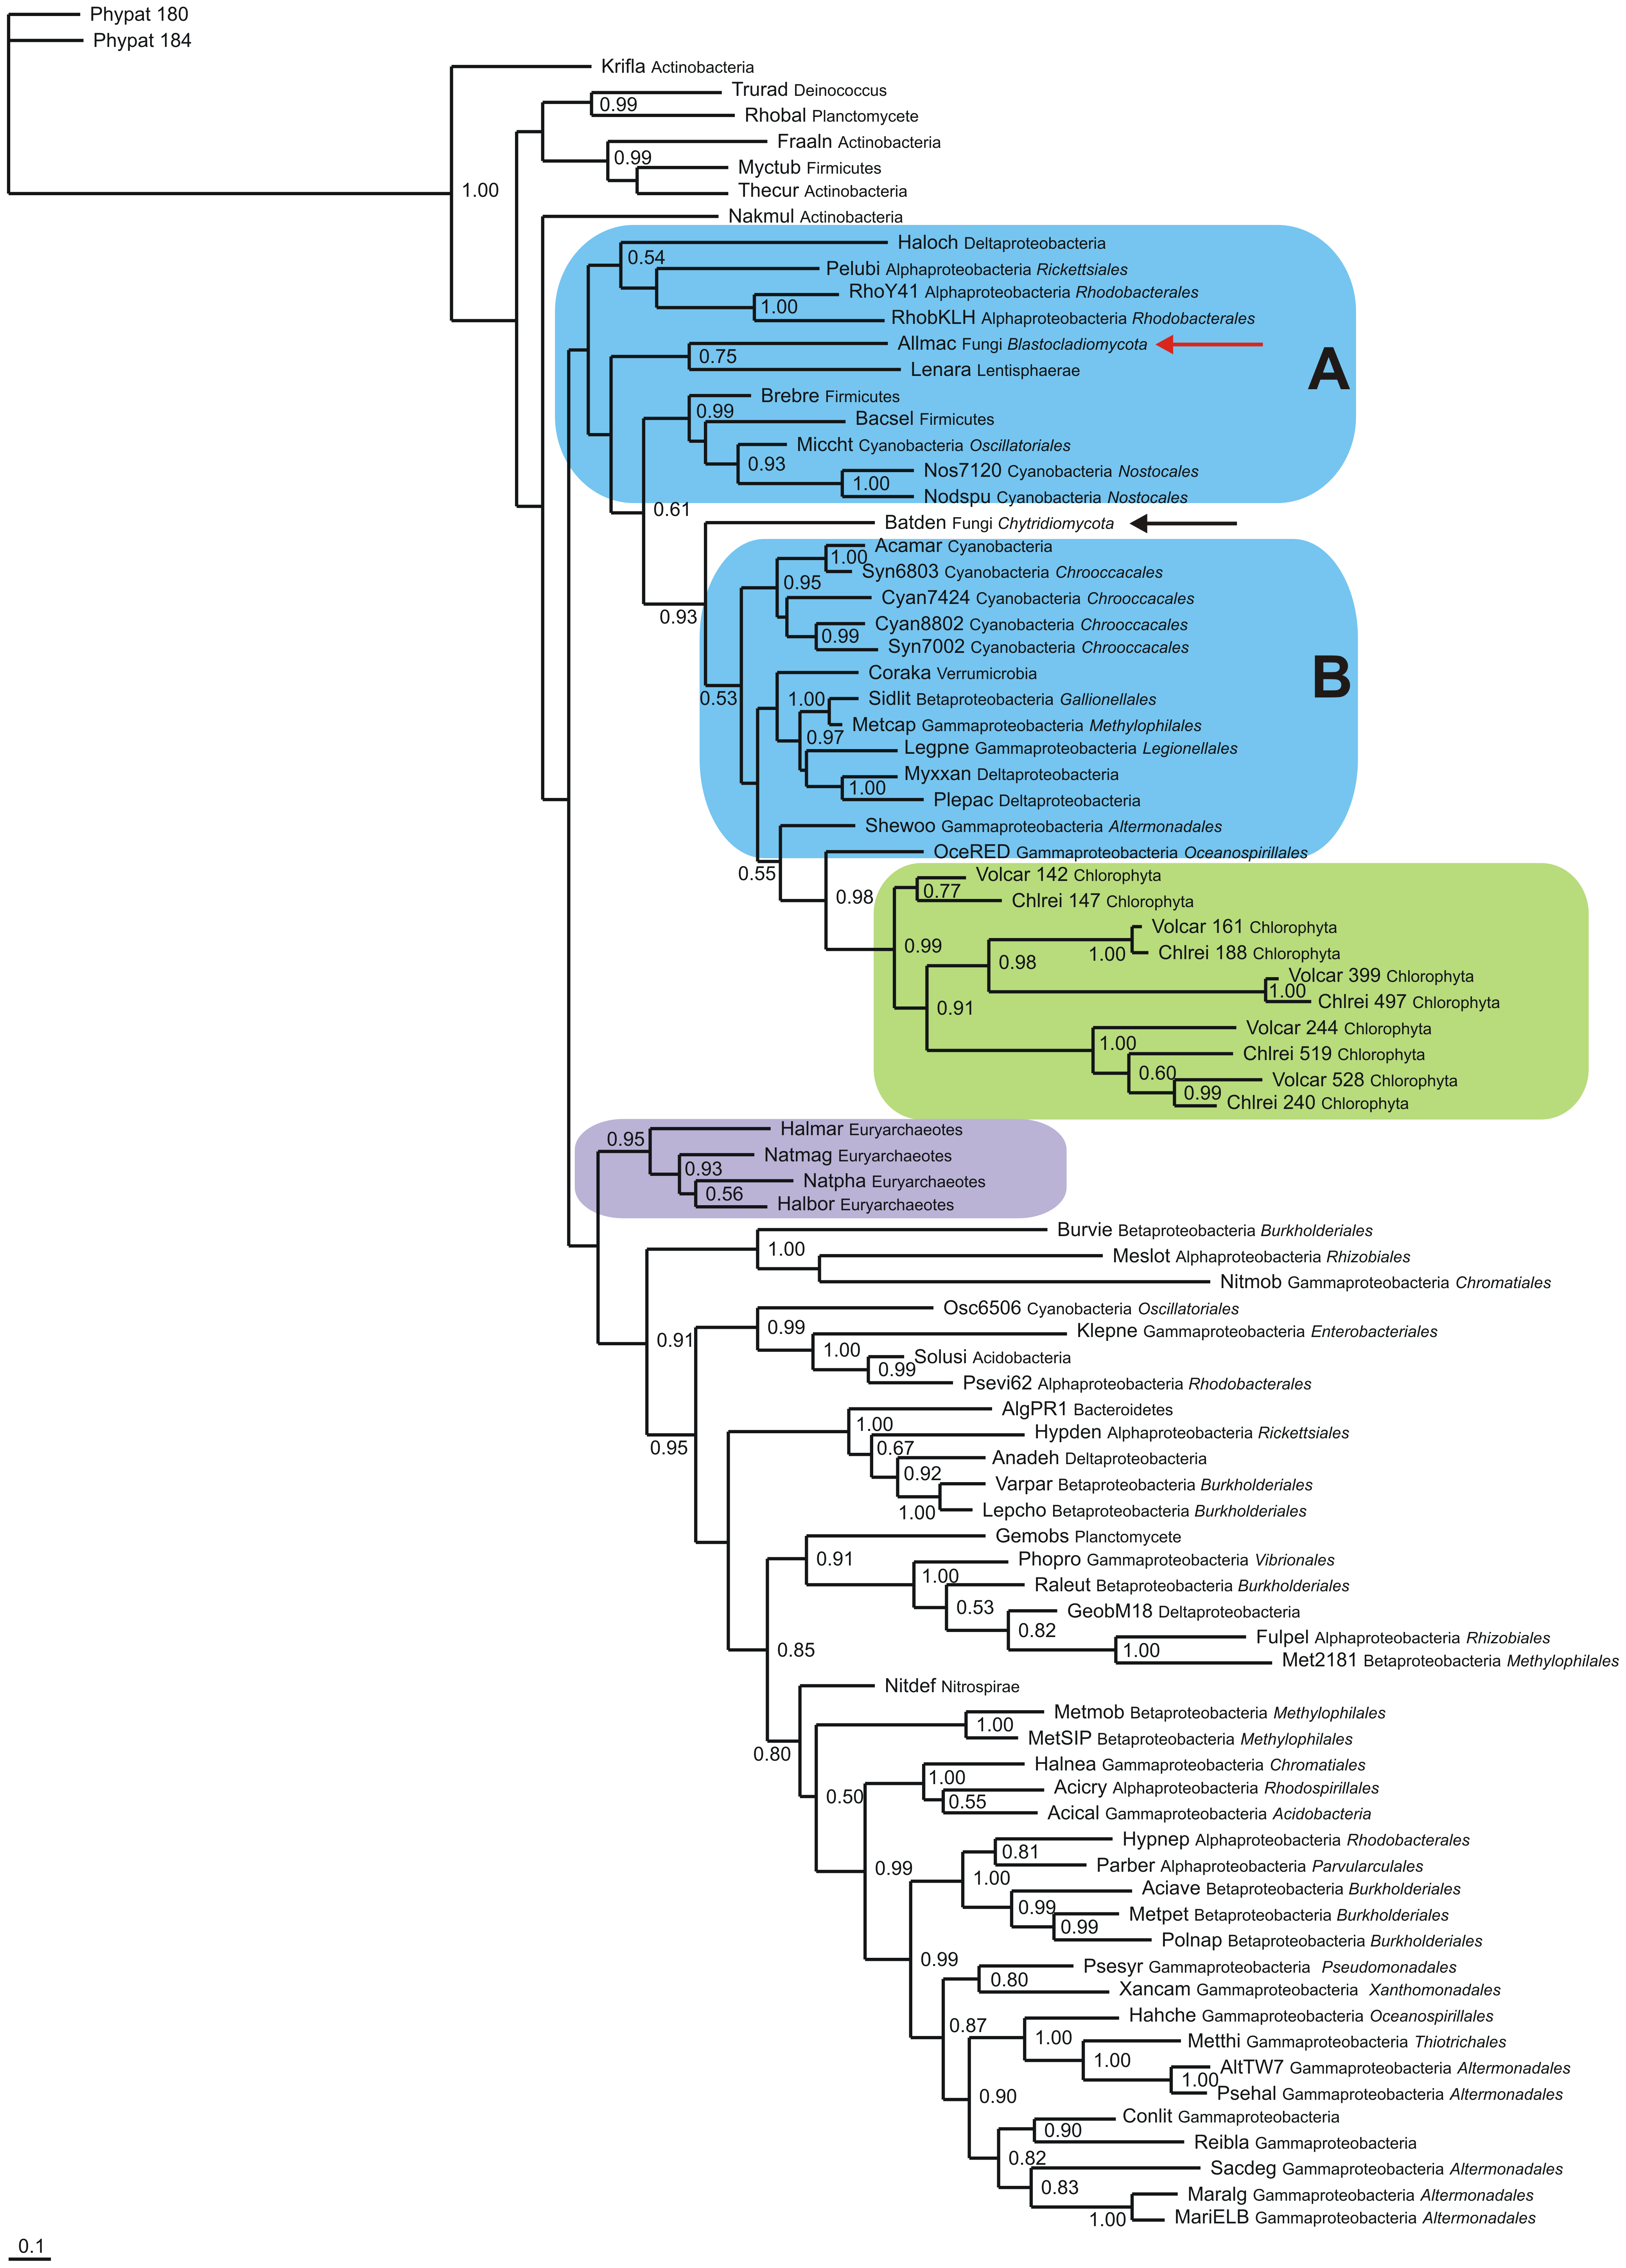 Phypat 180
Phypat 184
Krifla Actinobacteria
Trurad Deinococcus
0.99
Rhobal Planctomycete
Fraaln Actinobacteria
0.99
Myctub Firmicutes
1.00
Thecur Actinobacteria
Nakmul Actinobacteria
Haloch Deltaproteobacteria
0.54
Pelubi Alphaproteobacteria Rickettsiales
RhoY41 Alphaproteobacteria Rhodobacterales
1.00
RhobKLH Alphaproteobacteria Rhodobacterales
Allmac Fungi Blastocladiomycota
0.75
A
Lenara Lentisphaerae
Brebre Firmicutes
0.99
Bacsel Firmicutes
Miccht Cyanobacteria Oscillatoriales
0.93
Nos7120 Cyanobacteria Nostocales
1.00
Nodspu Cyanobacteria Nostocales
0.61
Batden Fungi Chytridiomycota
Acamar Cyanobacteria
1.00
Syn6803 Cyanobacteria Chrooccacales
0.95
Cyan7424 Cyanobacteria Chrooccacales
0.93
Cyan8802 Cyanobacteria Chrooccacales
0.99
Syn7002 Cyanobacteria Chrooccacales
Coraka Verrumicrobia
B
0.53
1.00
Sidlit Betaproteobacteria Gallionellales
Metcap Gammaproteobacteria Methylophilales
0.97
Legpne Gammaproteobacteria Legionellales
Myxxan Deltaproteobacteria
1.00
Plepac Deltaproteobacteria
Shewoo Gammaproteobacteria Altermonadales
OceRED Gammaproteobacteria Oceanospirillales
0.55
Volcar 142 Chlorophyta
0.77
0.98
Chlrei 147 Chlorophyta
Volcar 161 Chlorophyta
0.99
1.00
Chlrei 188 Chlorophyta
0.98
Volcar 399 Chlorophyta
1.00
Chlrei 497 Chlorophyta
0.91
Volcar 244 Chlorophyta
1.00
Chlrei 519 Chlorophyta
0.60
Volcar 528 Chlorophyta
0.99
Chlrei 240 Chlorophyta
Halmar Euryarchaeotes
0.95
Natmag Euryarchaeotes
0.93
Natpha Euryarchaeotes
0.56
Halbor Euryarchaeotes
Burvie Betaproteobacteria Burkholderiales
1.00
Meslot Alphaproteobacteria Rhizobiales
Nitmob Gammaproteobacteria Chromatiales
Osc6506 Cyanobacteria Oscillatoriales
0.99
Klepne Gammaproteobacteria Enterobacteriales
0.91
1.00
Solusi Acidobacteria
0.99
Psevi62 Alphaproteobacteria Rhodobacterales
AlgPR1 Bacteroidetes
1.00
Hypden Alphaproteobacteria Rickettsiales
0.95
0.67
Anadeh Deltaproteobacteria
0.92
Varpar Betaproteobacteria Burkholderiales
1.00
Lepcho Betaproteobacteria Burkholderiales
Gemobs Planctomycete
0.91
Phopro Gammaproteobacteria Vibrionales
1.00
Raleut Betaproteobacteria Burkholderiales
0.53
GeobM18 Deltaproteobacteria
0.82
Fulpel Alphaproteobacteria Rhizobiales
0.85
1.00
Met2181 Betaproteobacteria Methylophilales
Nitdef Nitrospirae
Metmob Betaproteobacteria Methylophilales
1.00
MetSIP Betaproteobacteria Methylophilales
0.80
Halnea Gammaproteobacteria Chromatiales
1.00
Acicry Alphaproteobacteria Rhodospirillales
0.50
0.55
Acical Gammaproteobacteria Acidobacteria
Hypnep Alphaproteobacteria Rhodobacterales
0.81
Parber Alphaproteobacteria Parvularculales
0.99
1.00
Aciave Betaproteobacteria Burkholderiales
0.99
Metpet Betaproteobacteria Burkholderiales
0.99
Polnap Betaproteobacteria Burkholderiales
0.99
Psesyr Gammaproteobacteria Pseudomonadales
0.80
Xancam Gammaproteobacteria Xanthomonadales
Hahche Gammaproteobacteria Oceanospirillales
0.87
1.00
Metthi Gammaproteobacteria Thiotrichales
1.00
AltTW7 Gammaproteobacteria Altermonadales
1.00
Psehal Gammaproteobacteria Altermonadales
0.90
Conlit Gammaproteobacteria
0.90
Reibla Gammaproteobacteria
0.82
Sacdeg Gammaproteobacteria Altermonadales
0.83
Maralg Gammaproteobacteria Altermonadales
1.00
MariELB Gammaproteobacteria Altermonadales
0.1